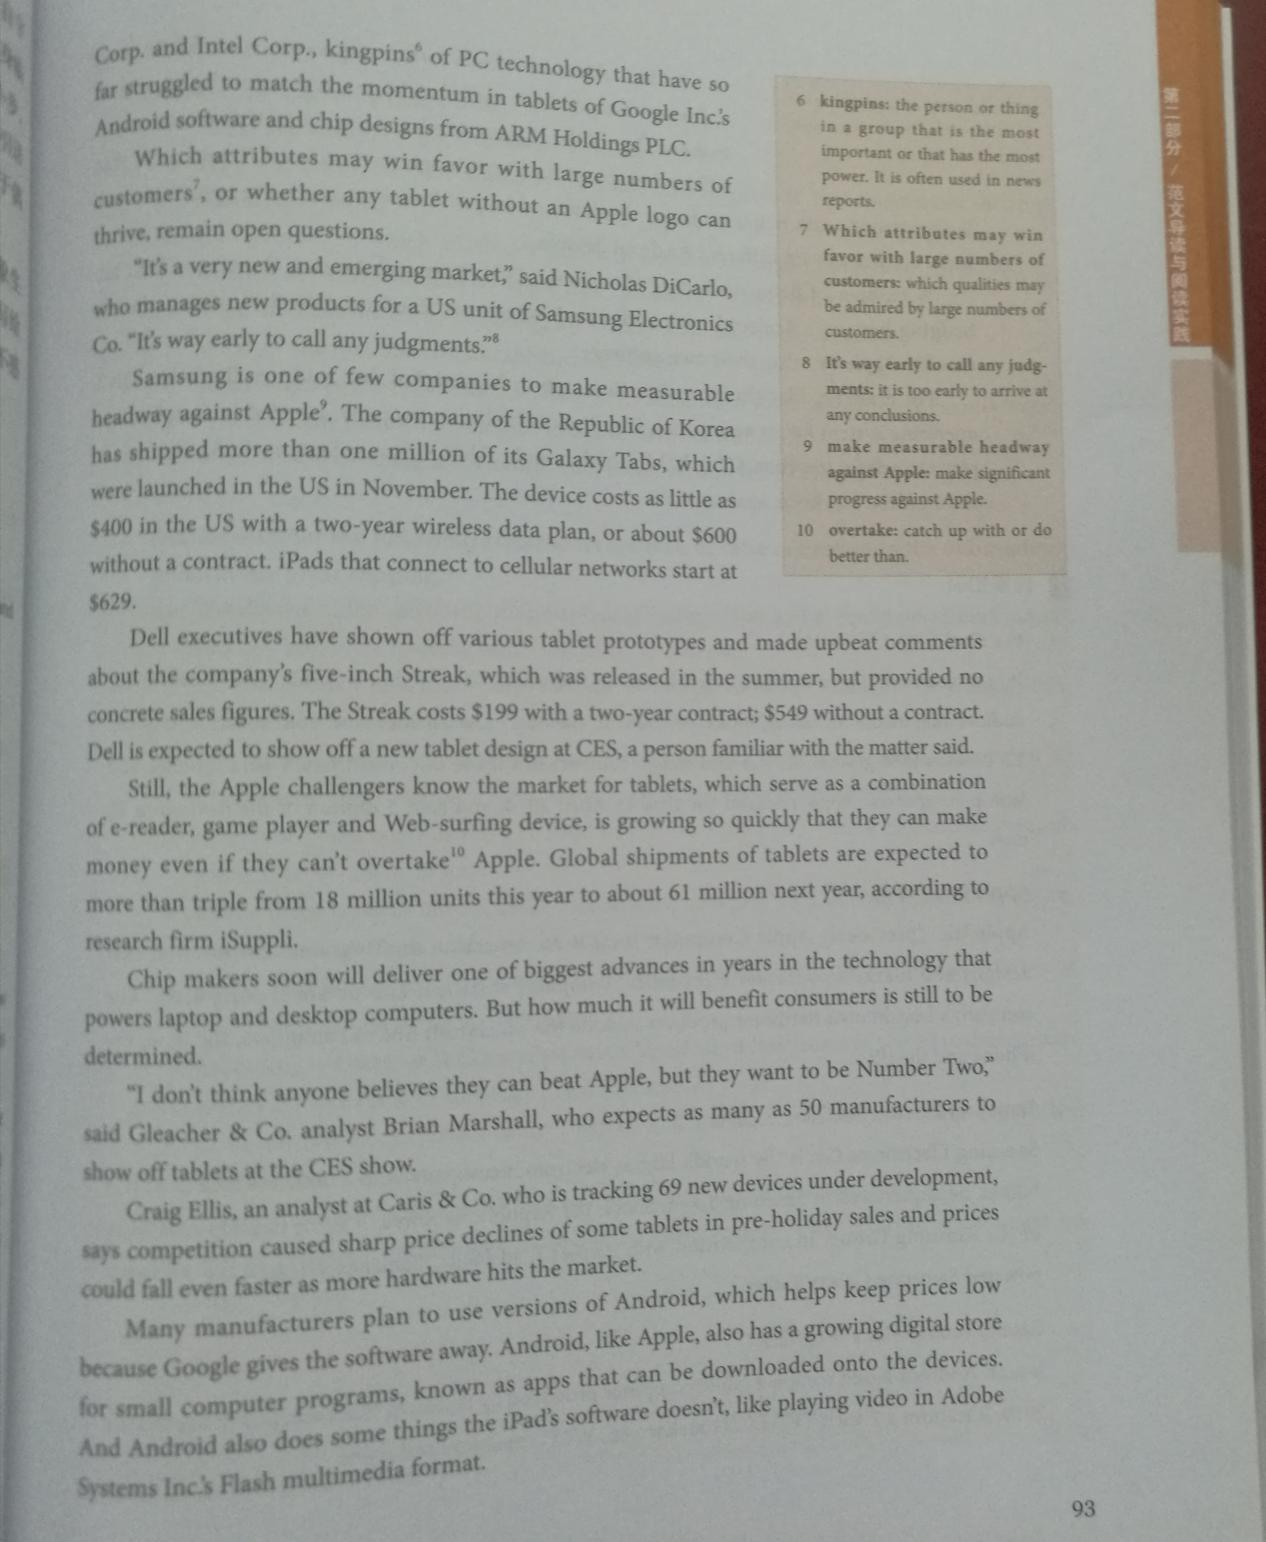 Corp. and Intel Corp., kingpins⁶ of PC technology that have so
far struggled to match the momentum in tablets of Google Inc.'s
Android software and chip designs from ARM Holdings PLC.
Which attributes may win favor with large numbers of
customers⁷, or whether any tablet without an Apple logo can
thrive, remain open questions.
“It's a very new and emerging market,” said Nicholas DiCarlo,
who manages new products for a US unit of Samsung Electronics
Co. “It's way early to call any judgments.”⁸
Samsung is one of few companies to make measurable
headway against Apple⁹. The company of the Republic of Korea
has shipped more than one million of its Galaxy Tabs, which
were launched in the US in November. The device costs as little as
$400 in the US with a two-year wireless data plan, or about $600
without a contract. iPads that connect to cellular networks start at
$629.
Dell executives have shown off various tablet prototypes and made upbeat comments
about the company's five-inch Streak, which was released in the summer, but provided no
concrete sales figures. The Streak costs $199 with a two-year contract; $549 without a contract.
Dell is expected to show off a new tablet design at CES, a person familiar with the matter said.
Still, the Apple challengers know the market for tablets, which serve as a combination
of e-reader, game player and Web-surfing device, is growing so quickly that they can make
money even if they can't overtake¹⁰ Apple. Global shipments of tablets are expected to
more than triple from 18 million units this year to about 61 million next year, according to
research firm iSuppli.
Chip makers soon will deliver one of biggest advances in years in the technology that
powers laptop and desktop computers. But how much it will benefit consumers is still to be
determined.
“I don't think anyone believes they can beat Apple, but they want to be Number Two,”
said Gleacher & Co. analyst Brian Marshall, who expects as many as 50 manufacturers to
show off tablets at the CES show.
Craig Ellis, an analyst at Caris & Co. who is tracking 69 new devices under development,
says competition caused sharp price declines of some tablets in pre-holiday sales and prices
could fall even faster as more hardware hits the market.
Many manufacturers plan to use versions of Android, which helps keep prices low
because Google gives the software away. Android, like Apple, also has a growing digital store
for small computer programs, known as apps that can be downloaded onto the devices.
And Android also does some things the iPad's software doesn't, like playing video in Adobe
Systems Inc.'s Flash multimedia format.
6 kingpins: the person or thing
in a group that is the most
important or that has the most
power. It is often used in news
reports.
7 Which attributes may win
favor with large numbers of
customers: which qualities may
be admired by large numbers of
customers.
8 It's way early to call any judg-
ments: it is too early to arrive at
any conclusions.
9 make measurable headway
against Apple: make significant
progress against Apple.
10 overtake: catch up with or do
better than.
第二部分 / 范文导读与阅读实践
93